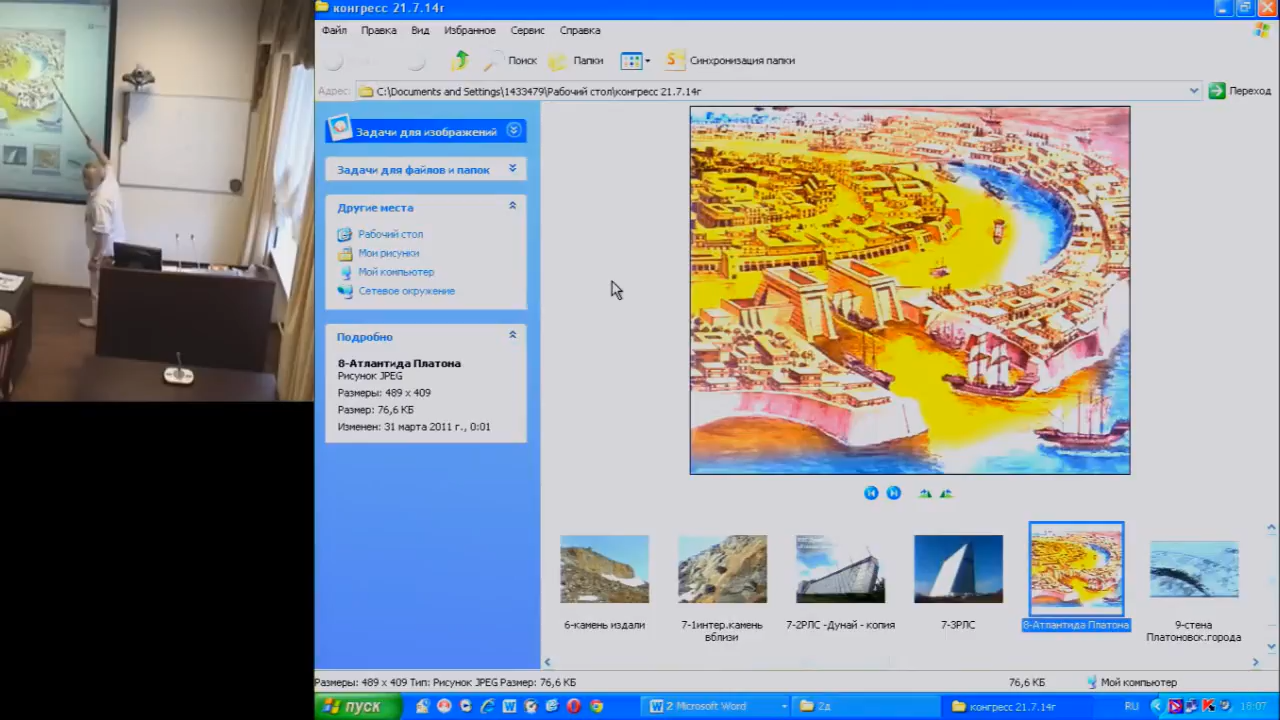 конгресс 21.7.14г
Файл Правка Вид Избранное Сервис Справка
Поиск Папки Синхронизация папки
Адрес: C:\Documents and Settings\1433479\Рабочий стол\конгресс 21.7.14г Переход
Задачи для изображений
Задачи для файлов и папок
Другие места
Рабочий стол
Мои рисунки
Мой компьютер
Сетевое окружение
Подробно
8-Атлантида Платона
Рисунок JPEG
Размеры: 489 x 409
Размер: 76,6 КБ
Изменен: 31 марта 2011 г., 0:01
6-камень издали
7-1интер.камень вблизи
7-2РЛС -Дунай - копия
7-3РЛС
8-Атлантида Платона
9-стена Платоновск.города
Размеры: 489 x 409 Тип: Рисунок JPEG Размер: 76,6 КБ 76,6 КБ Мой компьютер
пуск 2 Microsoft Word 2д конгресс 21.7.14г RU 18:07